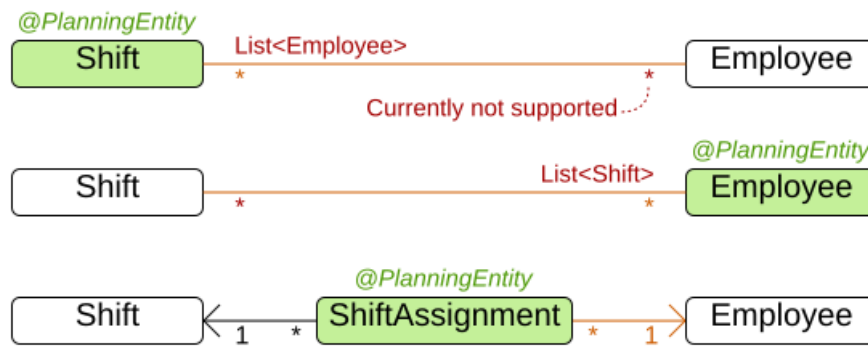 @PlanningEntity
Shift
List<Employee>
*
*
Employee
Currently not supported
@PlanningEntity
Shift
*
List<Shift>
*
Employee
@PlanningEntity
Shift
1
*
ShiftAssignment
*
1
Employee